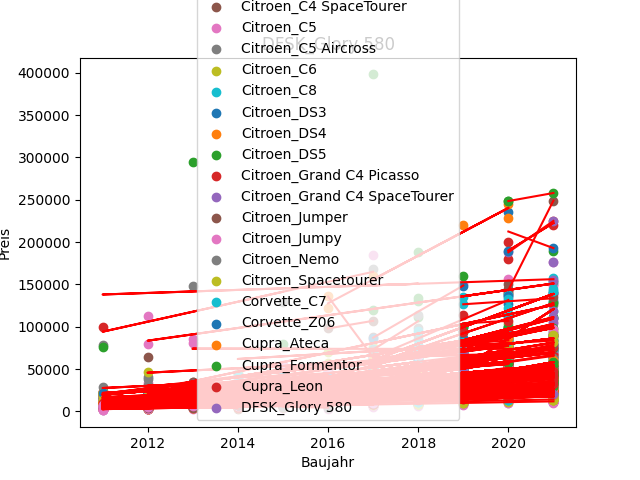 Citroen_C4 SpaceTourer
Citroen_C5
DFSK_Glory 580
Citroen_C5 Aircross
Citroen_C6
Citroen_C8
Citroen_DS3
Citroen_DS4
Citroen_DS5
Citroen_Grand C4 Picasso
Citroen_Grand C4 SpaceTourer
Citroen_Jumper
Citroen_Jumpy
Citroen_Nemo
Citroen_Spacetourer
Corvette_C7
Corvette_Z06
Cupra_Ateca
Cupra_Formentor
Cupra_Leon
DFSK_Glory 580
400000
350000
300000
250000
200000
150000
100000
50000
0
Preis
2012 2014 2016 2018 2020
Baujahr